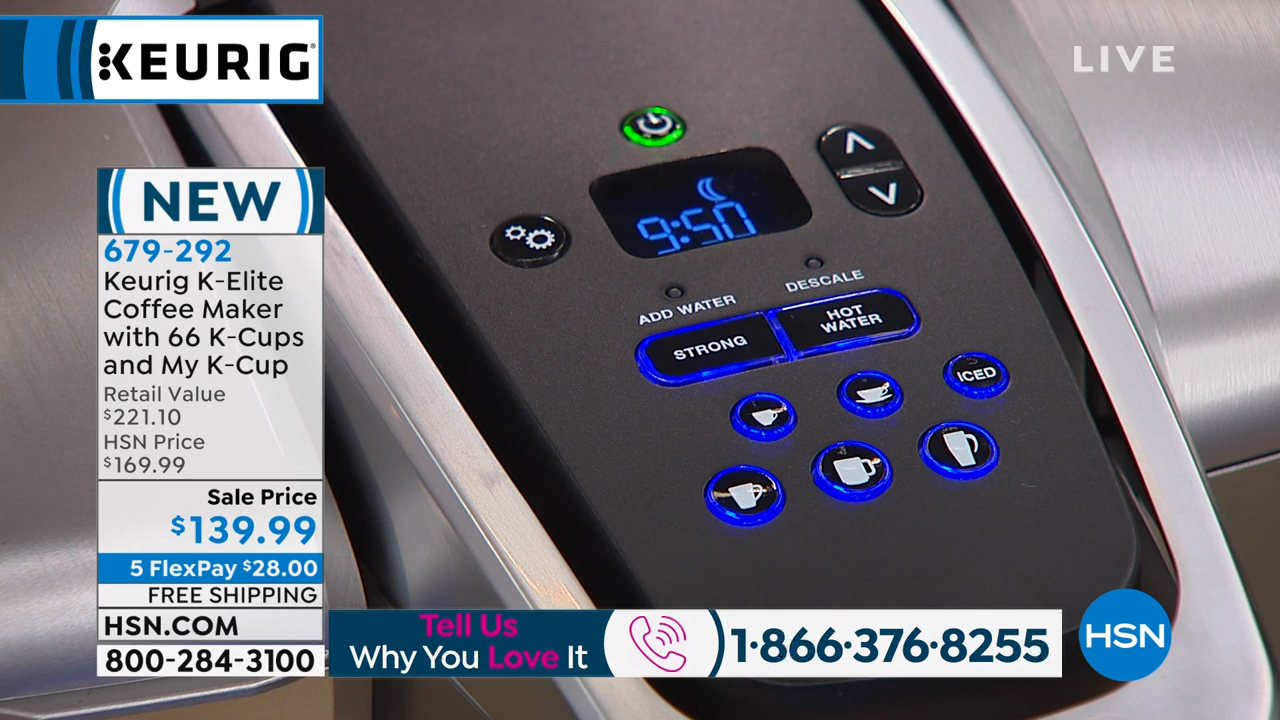 KEURIG
LIVE
NEW
679-292
Keurig K-Elite
Coffee Maker
with 66 K-Cups
and My K-Cup
Retail Value
$221.10
HSN Price
$169.99
Sale Price
$139.99
5 FlexPay $28.00
FREE SHIPPING
HSN.COM
800-284-3100
9:50
ADD WATER
DESCALE
STRONG
HOT
WATER
ICED
Tell Us
Why You Love It
1·866·376·8255
HSN